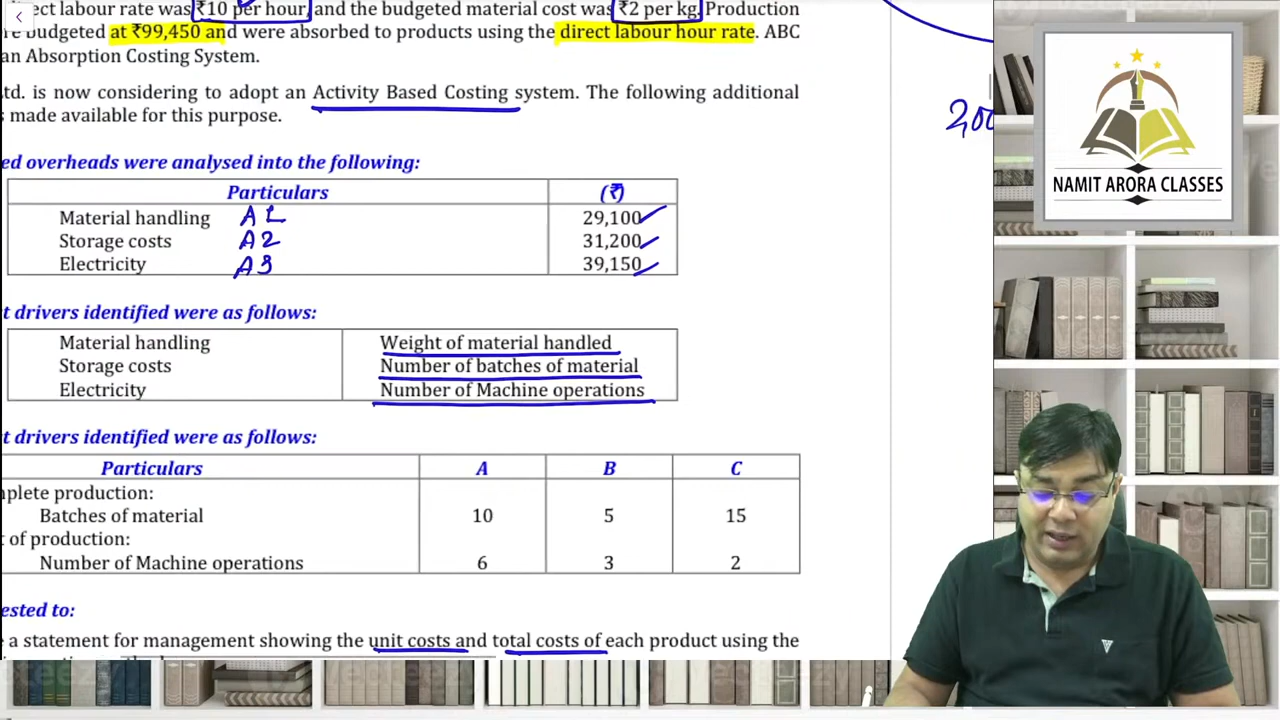 direct labour rate was ₹10 per hour, and the budgeted material cost was ₹2 per kg. Production
re budgeted at ₹99,450 and were absorbed to products using the direct labour hour rate. ABC
an Absorption Costing System.
Ltd. is now considering to adopt an Activity Based Costing system. The following additional
s made available for this purpose.
ed overheads were analysed into the following:
Particulars (₹)
Material handling A1 29,100
Storage costs A2 31,200
Electricity A3 39,150
t drivers identified were as follows:
Material handling Weight of material handled
Storage costs Number of batches of material
Electricity Number of Machine operations
t drivers identified were as follows:
Particulars A B C
mplete production:
Batches of material 10 5 15
t of production:
Number of Machine operations 6 3 2
ested to:
e a statement for management showing the unit costs and total costs of each product using the
200
NAMIT ARORA CLASSES